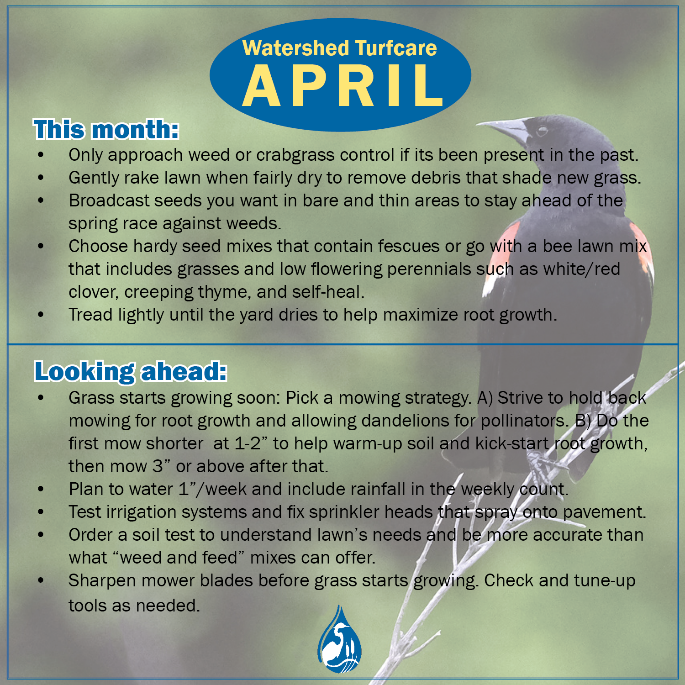 Watershed Turfcare
APRIL
This month:
• Only approach weed or crabgrass control if its been present in the past.
• Gently rake lawn when fairly dry to remove debris that shade new grass.
• Broadcast seeds you want in bare and thin areas to stay ahead of the
spring race against weeds.
• Choose hardy seed mixes that contain fescues or go with a bee lawn mix
that includes grasses and low flowering perennials such as white/red
clover, creeping thyme, and self-heal.
• Tread lightly until the yard dries to help maximize root growth.
Looking ahead:
• Grass starts growing soon: Pick a mowing strategy. A) Strive to hold back
mowing for root growth and allowing dandelions for pollinators. B) Do the
first mow shorter  at 1-2” to help warm-up soil and kick-start root growth,
then mow 3” or above after that.
• Plan to water 1”/week and include rainfall in the weekly count.
• Test irrigation systems and fix sprinkler heads that spray onto pavement.
• Order a soil test to understand lawn’s needs and be more accurate than
what “weed and feed” mixes can offer.
• Sharpen mower blades before grass starts growing. Check and tune-up
tools as needed.